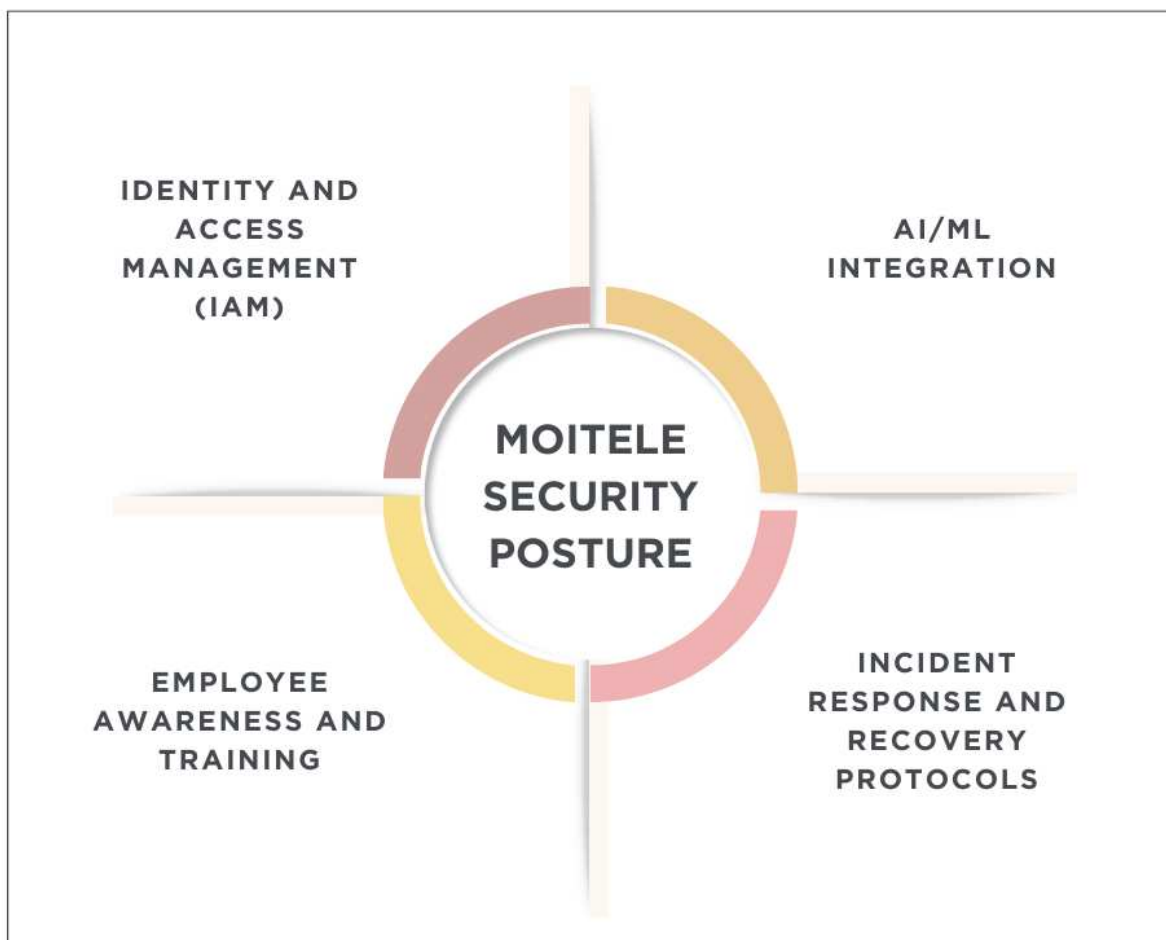 IDENTITY AND
ACCESS
MANAGEMENT
(IAM)
AI/ML
INTEGRATION
MOITELE
SECURITY
POSTURE
EMPLOYEE
AWARENESS AND
TRAINING
INCIDENT
RESPONSE AND
RECOVERY
PROTOCOLS